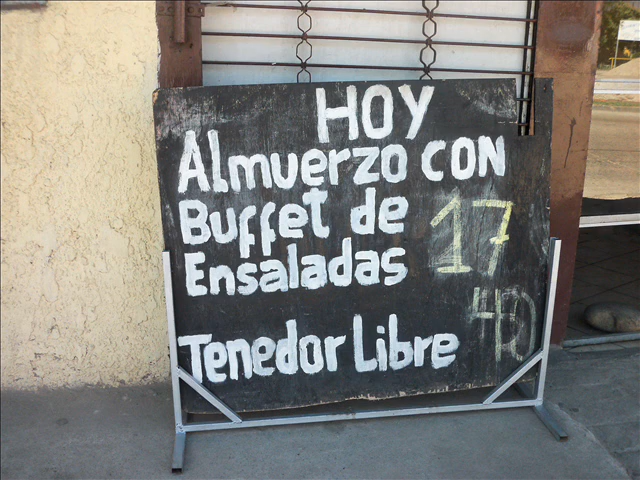 HOY
Almuerzo CON
Buffet de
Ensaladas
17
Tenedor Libre